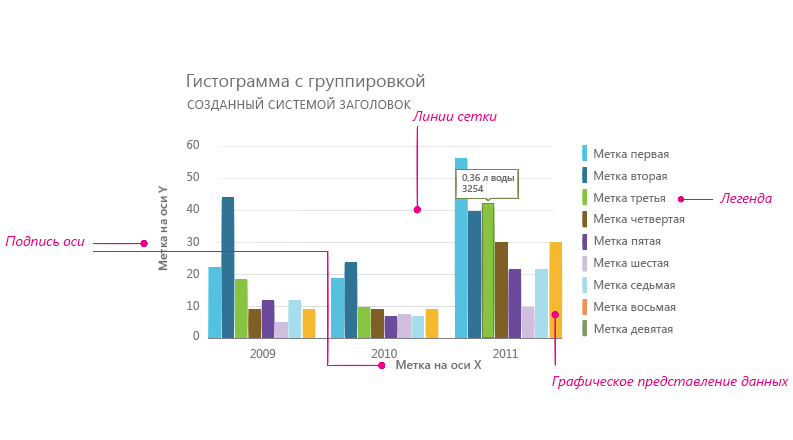 Гистограмма с группировкой
СОЗДАННЫЙ СИСТЕМОЙ ЗАГОЛОВОК
Линии сетки
60
50
40
30
20
10
0
Метка на оси Y
Подпись оси
0,36 л воды
3254
2009
2010
2011
Метка на оси X
Метка первая
Метка вторая
Метка третья
Метка четвертая
Метка пятая
Метка шестая
Метка седьмая
Метка восьмая
Метка девятая
Легенда
Графическое представление данных